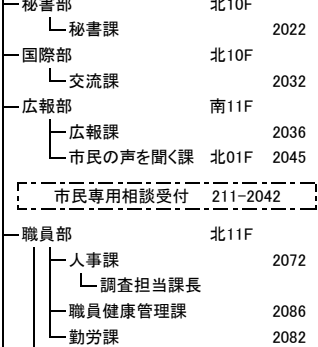 秘書部 北10F
秘書課 2022
国際部 北10F
交流課 2032
広報部 南11F
広報課 2036
市民の声を聞く課 北01F 2045
市民専用相談受付 211-2042
職員部 北11F
人事課 2072
調査担当課長
職員健康管理課 2086
勤労課 2082